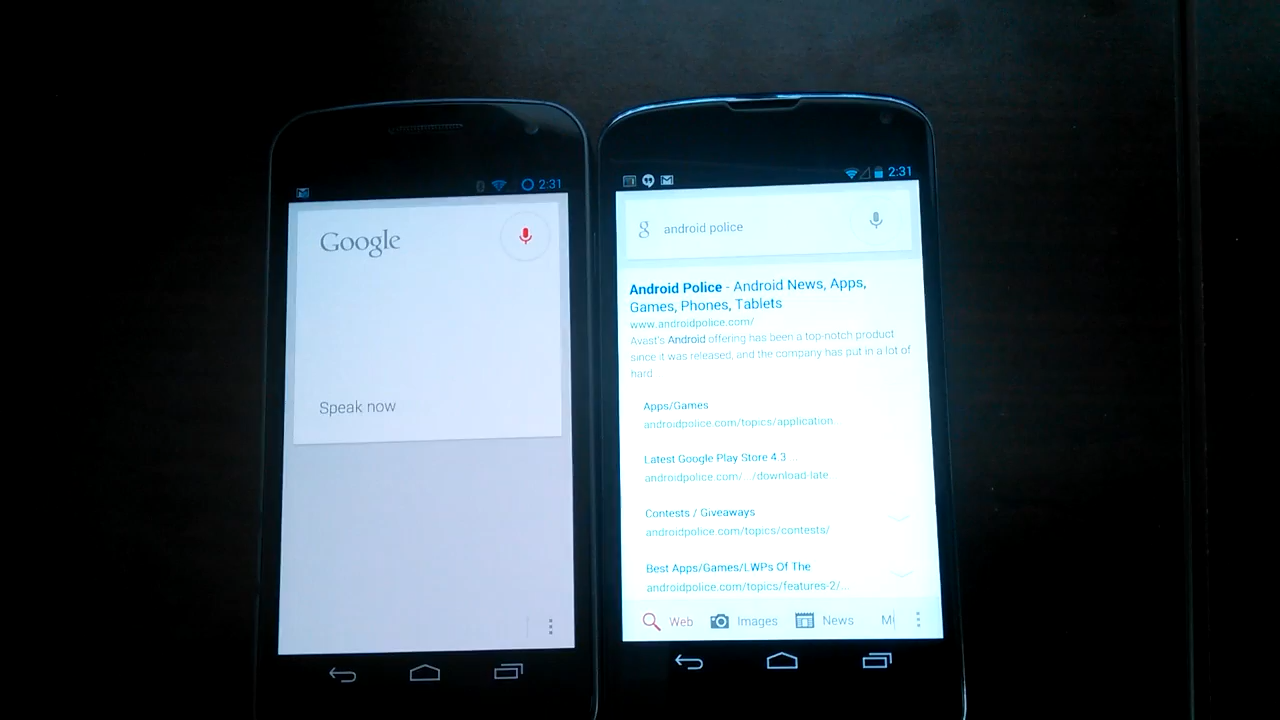 2:31
Google
Speak now
2:31
android police
Android Police - Android News, Apps,
Games, Phones, Tablets
www.androidpolice.com/
Avast's Android offering has been a top-notch product
since it was released, and the company has put in a lot of
hard
Apps/Games
androidpolice.com/topics/application.
Latest Google Play Store 4.3 ...
androidpolice.com/.../download-late.
Contests / Giveaways
androidpolice.com/topics/contests/
Best Apps/Games/LWPs Of The
androidpolice.com/topics/features-2/...
Web Images News M